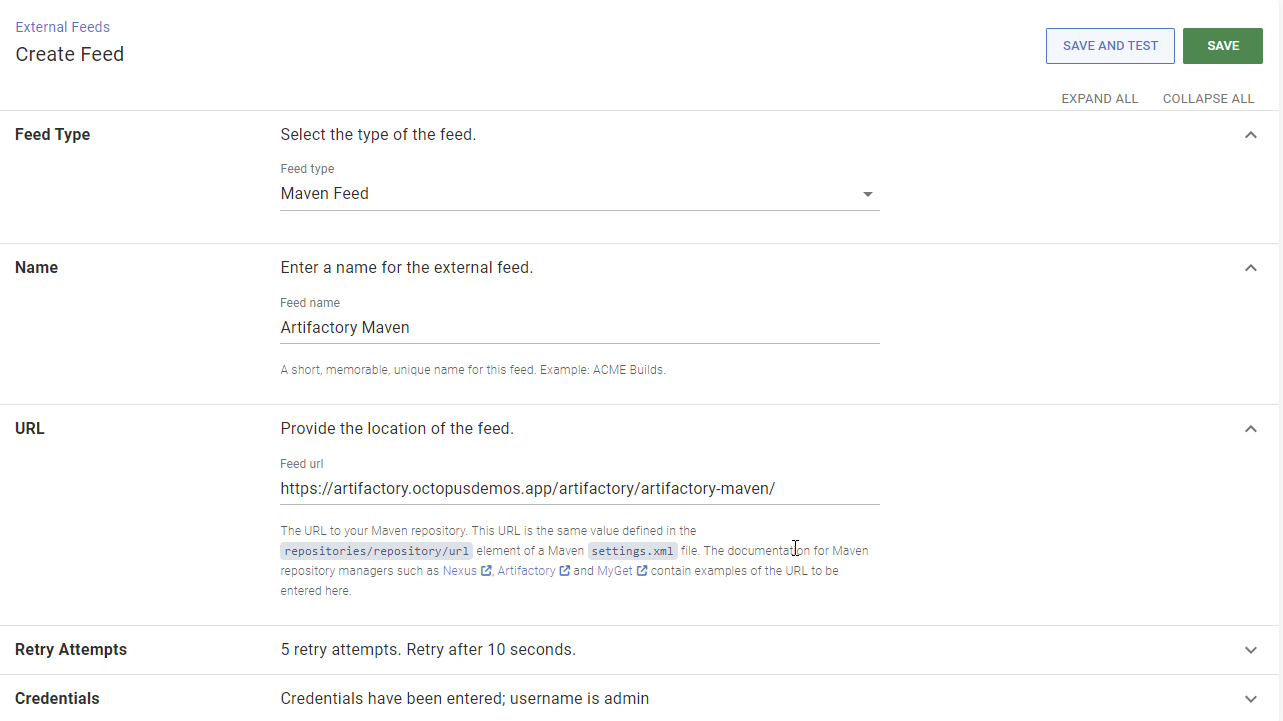 External Feeds
Create Feed
SAVE AND TEST
SAVE
EXPAND ALL
COLLAPSE ALL
Feed Type
Select the type of the feed.
Feed type
Maven Feed
Name
Enter a name for the external feed.
Feed name
Artifactory Maven
A short, memorable, unique name for this feed. Example: ACME Builds.
URL
Provide the location of the feed.
Feed url
https://artifactory.octopusdemos.app/artifactory/artifactory-maven/
The URL to your Maven repository. This URL is the same value defined in the
repositories/repository/url element of a Maven settings.xml file. The documentation for Maven
repository managers such as Nexus, Artifactory and MyGet contain examples of the URL to be
entered here.
Retry Attempts
5 retry attempts. Retry after 10 seconds.
Credentials
Credentials have been entered; username is admin